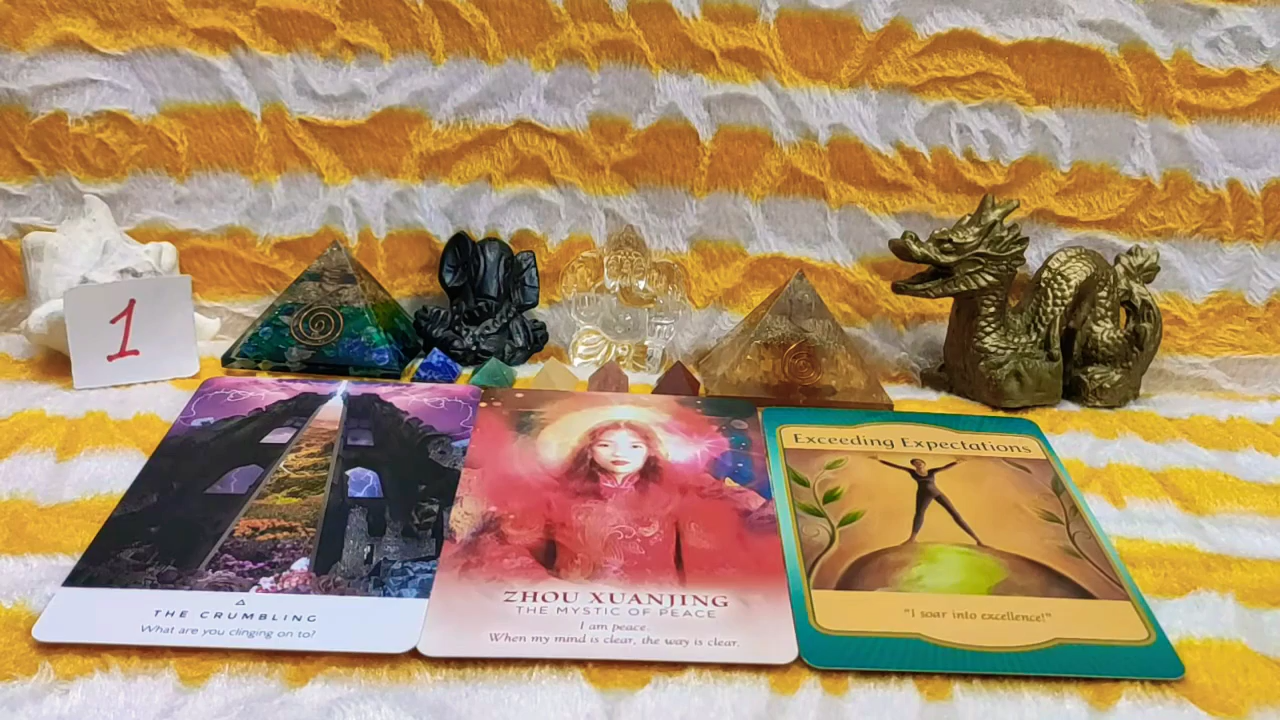 1
THE CRUMBLING
What are you clinging on to?
ZHOU XUANJING
THE MYSTIC OF PEACE
I am peace.
When my mind is clear, the way is clear.
Exceeding Expectations
"I soar into excellence!"